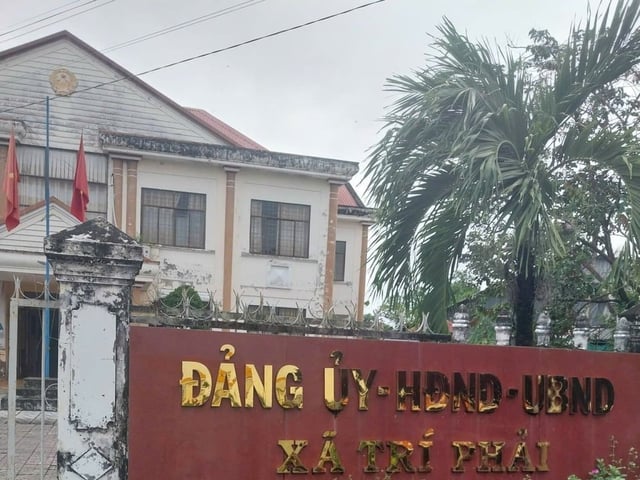 ĐẢNG ỦY-HĐND-UBND
XÃ TRÍ PHẢI